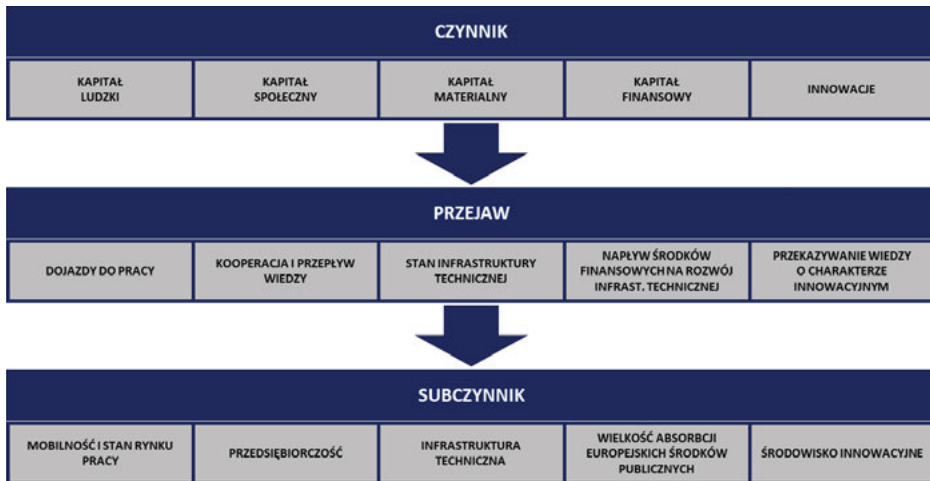 CZYNNIK
KAPITAŁ
LUDZKI
KAPITAŁ
SPOŁECZNY
KAPITAŁ
MATERIALNY
KAPITAŁ
FINANSOWY
INNOWACJE
PRZEJAW
DOJAZDY DO PRACY
KOOPERACJA I PRZEPŁYW
WIEDZY
STAN INFRASTRUKTURY
TECHNICZNEJ
NAPŁYW ŚRODKÓW
FINANSOWYCH NA ROZWÓJ
INFRAST. TECHNICZNEJ
PRZEKAZYWANIE WIEDZY
O CHARAKTERZE
INNOWACYJNYM
SUBCZYNNIK
MOBILNOŚĆ I STAN RYNKU
PRACY
PRZEDSIĘBIORCZOŚĆ
INFRASTRUKTURA
TECHNICZNA
WIELKOŚĆ ABSORBCJI
EUROPEJSKICH ŚRODKÓW
PUBLICZNYCH
ŚRODOWISKO INNOWACYJNE